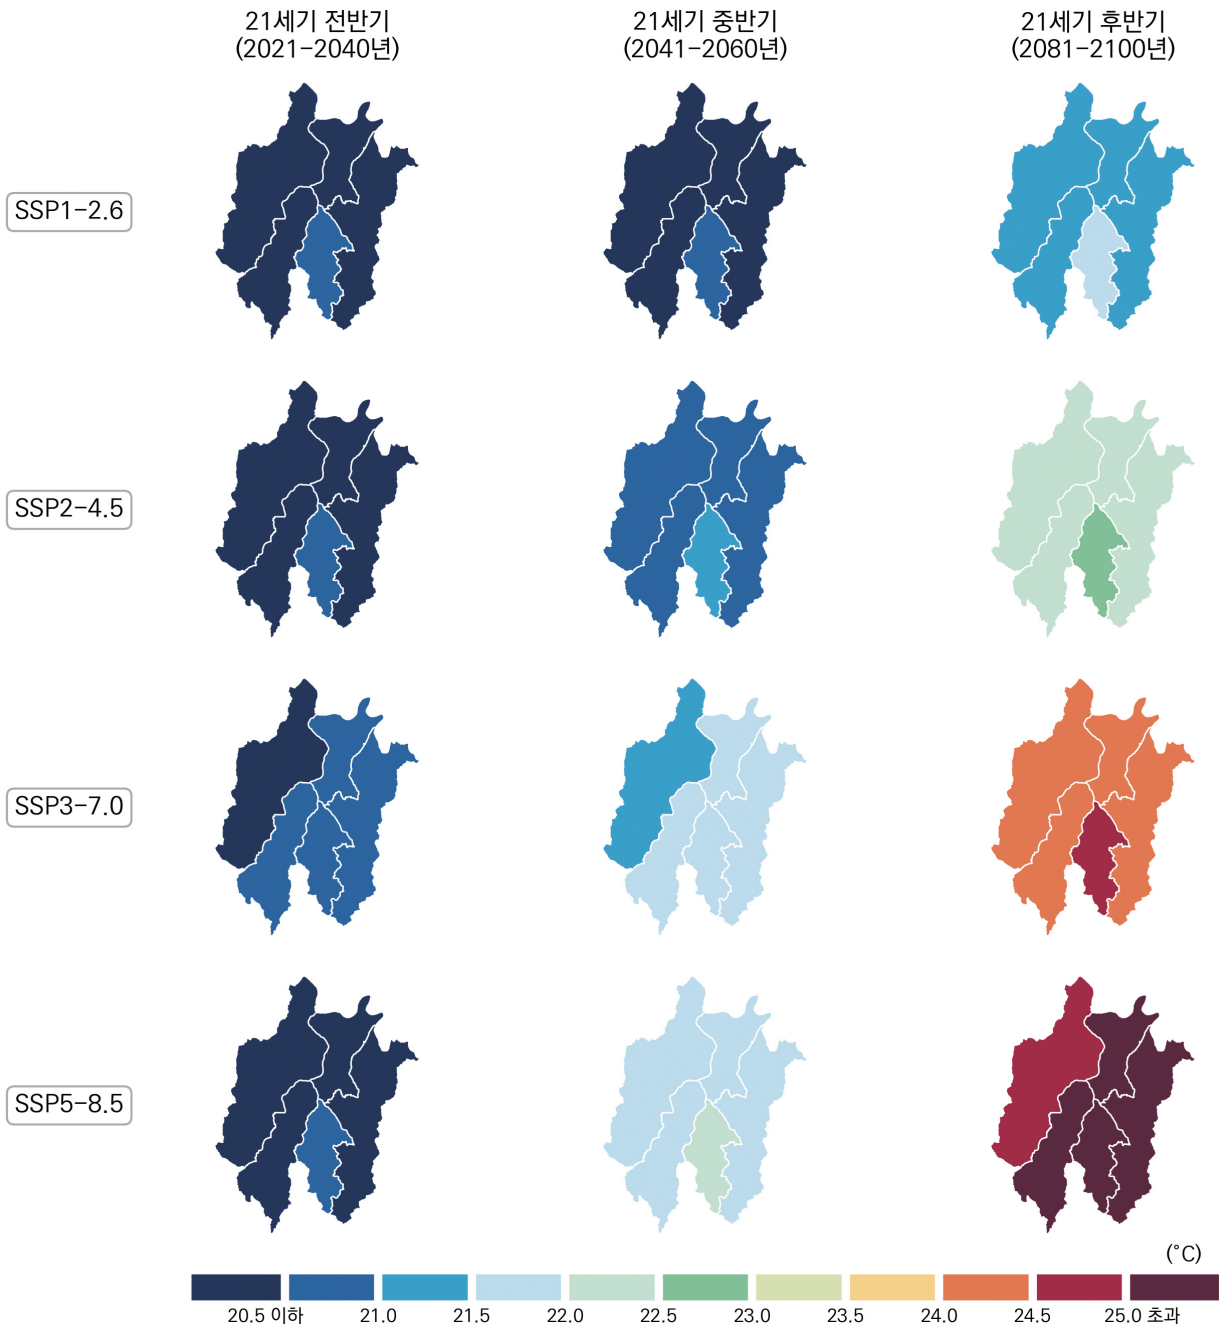 21세기 전반기
(2021-2040년)
21세기 중반기
(2041-2060년)
21세기 후반기
(2081-2100년)
SSP1-2.6
SSP2-4.5
SSP3-7.0
SSP5-8.5
(°C)
20.5 이하 21.0 21.5 22.0 22.5 23.0 23.5 24.0 24.5 25.0 초과